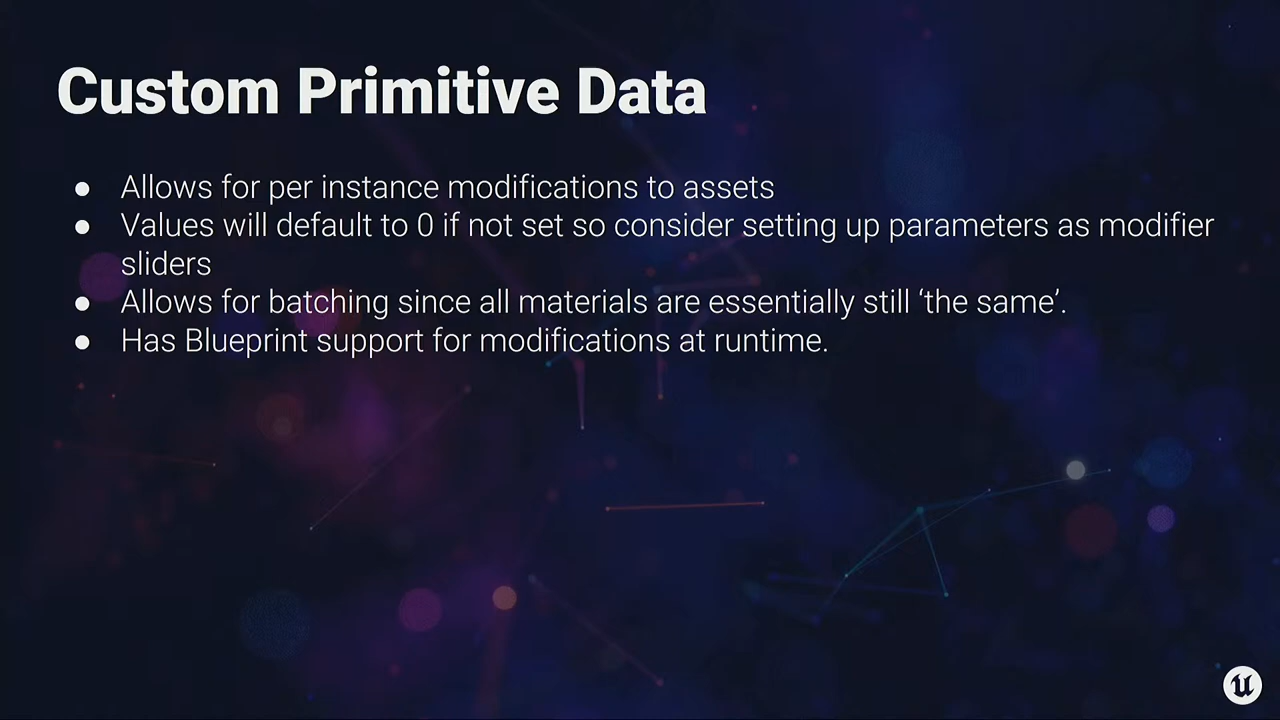 Custom Primitive Data
● Allows for per instance modifications to assets
● Values will default to 0 if not set so consider setting up parameters as modifier
sliders
● Allows for batching since all materials are essentially still ‘the same’.
● Has Blueprint support for modifications at runtime.